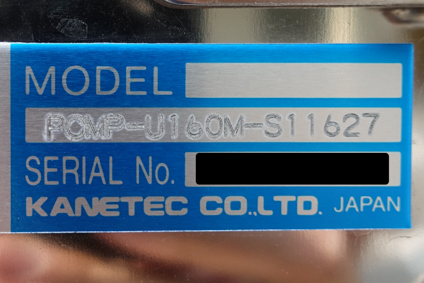 MODEL
PCMP-U160M-S11627
SERIAL No.
KANETEC CO.,LTD. JAPAN